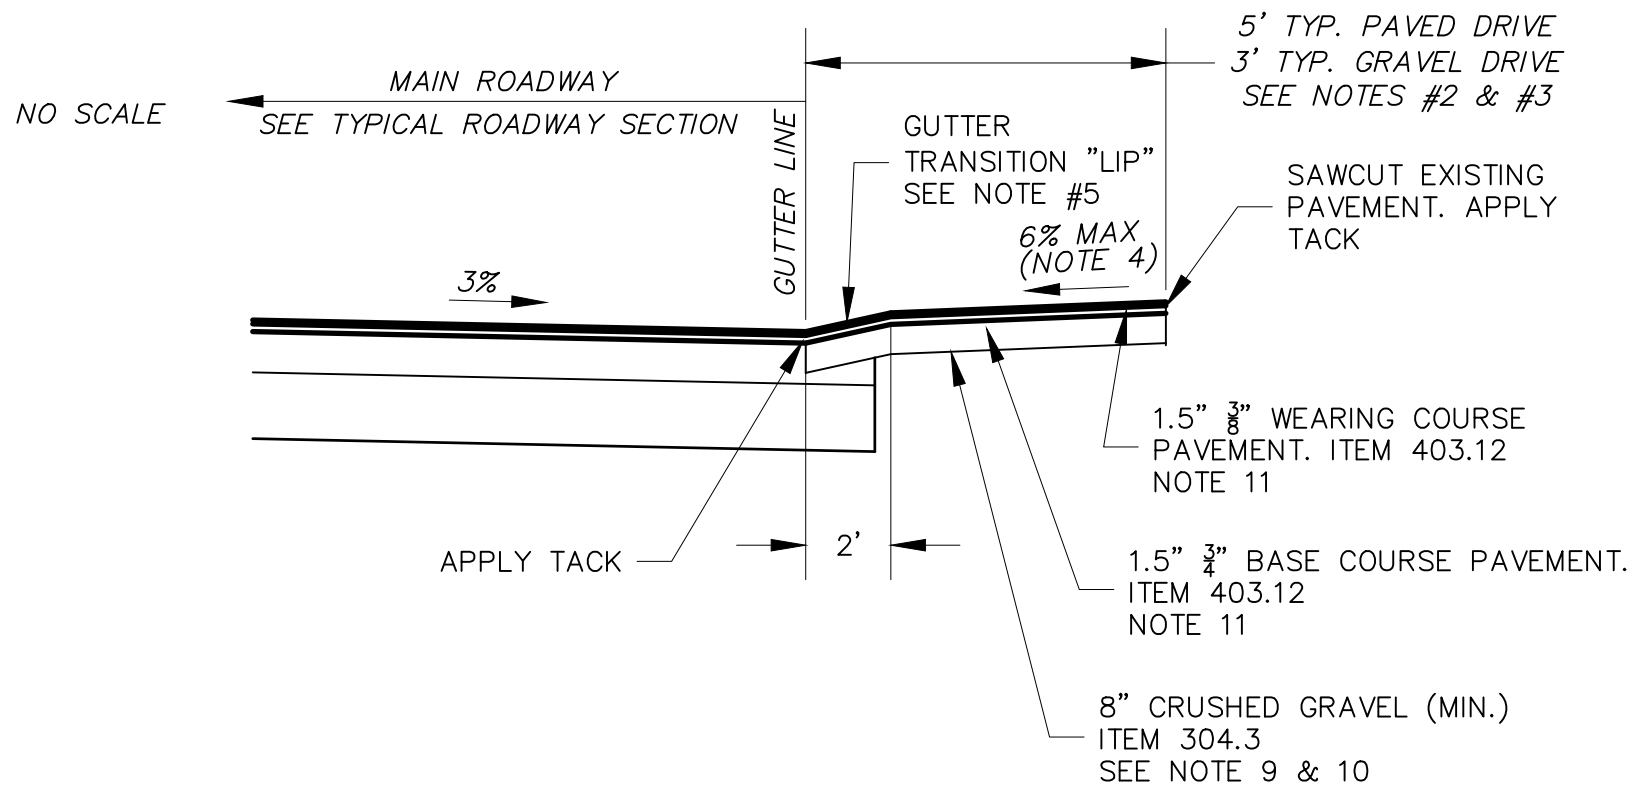 5' TYP. PAVED DRIVE
3' TYP. GRAVEL DRIVE
SEE NOTES #2 & #3
NO SCALE
MAIN ROADWAY
SEE TYPICAL ROADWAY SECTION
GUTTER LINE
GUTTER
TRANSITION "LIP"
SEE NOTE #5
SAWCUT EXISTING
PAVEMENT. APPLY
TACK
6% MAX
(NOTE 4)
3%
1.5" 3/8" WEARING COURSE
PAVEMENT. ITEM 403.12
NOTE 11
APPLY TACK
2'
1.5" 3/4" BASE COURSE PAVEMENT.
ITEM 403.12
NOTE 11
8" CRUSHED GRAVEL (MIN.)
ITEM 304.3
SEE NOTE 9 & 10